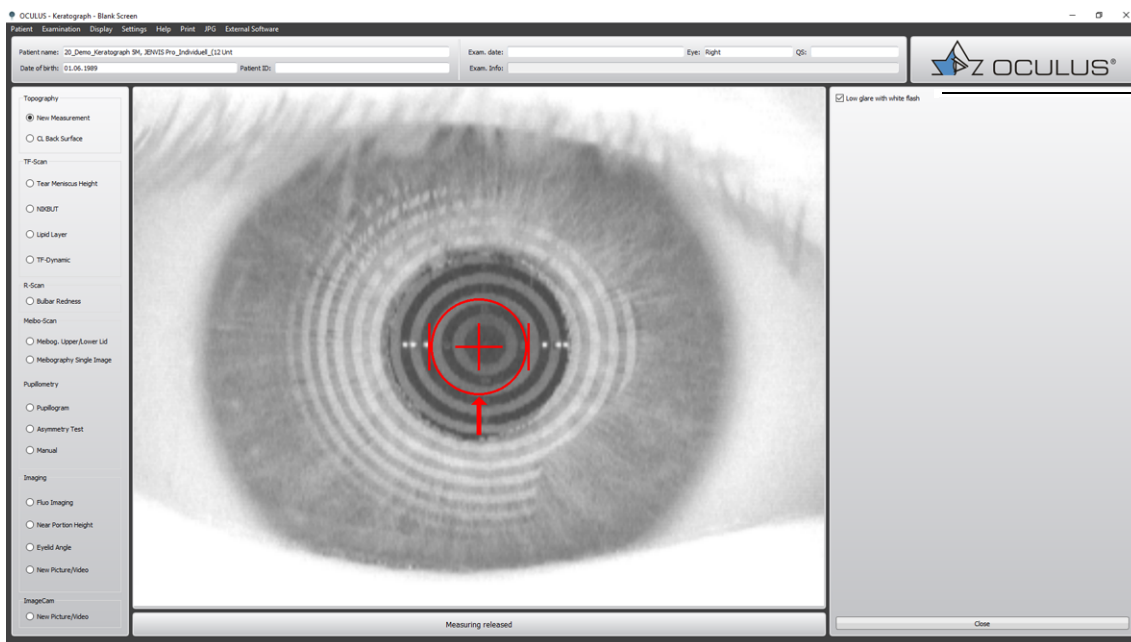 OCULUS - Keratograph - Blank Screen
Patient Examination Display Settings Help Print JPG External Software
Patient name: 20_Demo_Keratograph 5M, JENVIS Pro_Individuell_(12 Unt
Exam. date: Eye: Right QS:
Date of birth: 01.06.1989 Patient ID:
Exam. Info:
OCULUS®
Topography
New Measurement
CL Back Surface
TF-Scan
Tear Meniscus Height
NIKBUT
Lipid Layer
TF-Dynamic
R-Scan
Bulbar Redness
Meibo-Scan
Meibog. Upper/Lower Lid
Meibography Single Image
Pupillometry
Pupillogram
Asymmetry Test
Manual
Imaging
Fluo Imaging
Near Portion Height
Eyelid Angle
New Picture/Video
ImageCam
New Picture/Video
Low glare with white flash
Measuring released
Close